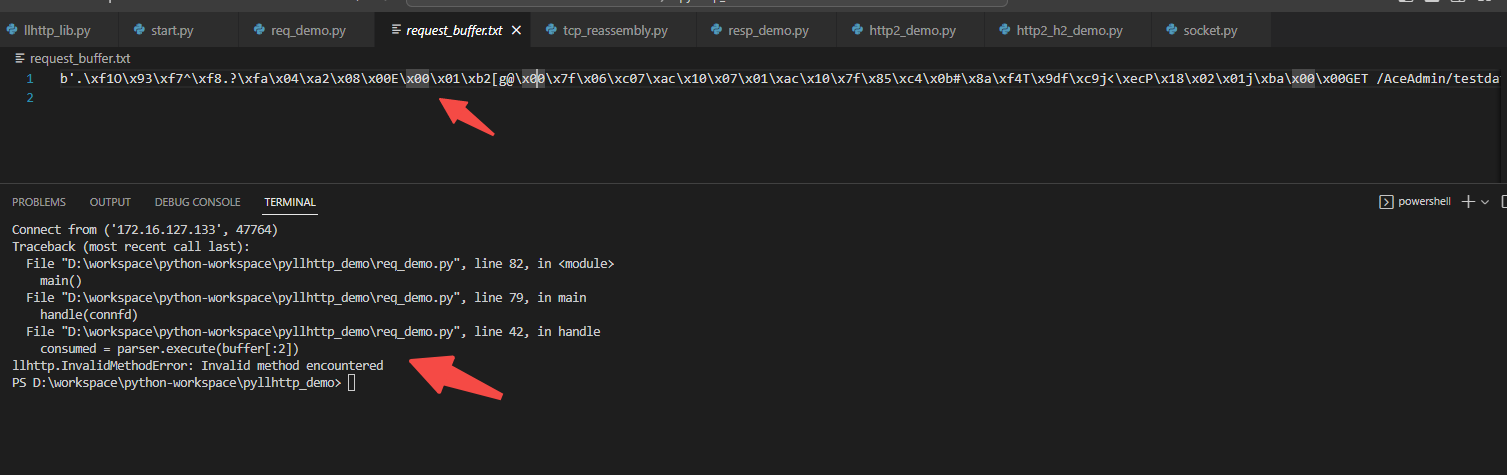 llhttp_lib.py start.py req_demo.py request_buffer.txt tcp_reassembly.py resp_demo.py http2_demo.py http2_h2_demo.py socket.py
request_buffer.txt
1 b'.\xf1O\x93\xf7^\xf8.?\xfa\x04\xa2\x08\x00E\x00\x01\xb2[g@\x00\x7f\x06\xc07\xac\x10\x07\x01\xac\x10\x7f\x85\xc4\x0b#\x8a\xf4T\x9df\xc9j<\xecP\x18\x02\x01j\xba\x00\x00GET /AceAdmin/testda
2
PROBLEMS OUTPUT DEBUG CONSOLE TERMINAL powershell
Connect from ('172.16.127.133', 47764)
Traceback (most recent call last):
File "D:\workspace\python-workspace\pyllhttp_demo\req_demo.py", line 82, in <module>
main()
File "D:\workspace\python-workspace\pyllhttp_demo\req_demo.py", line 79, in main
handle(connfd)
File "D:\workspace\python-workspace\pyllhttp_demo\req_demo.py", line 42, in handle
consumed = parser.execute(buffer[:2])
llhttp.InvalidMethodError: Invalid method encountered
PS D:\workspace\python-workspace\pyllhttp_demo>